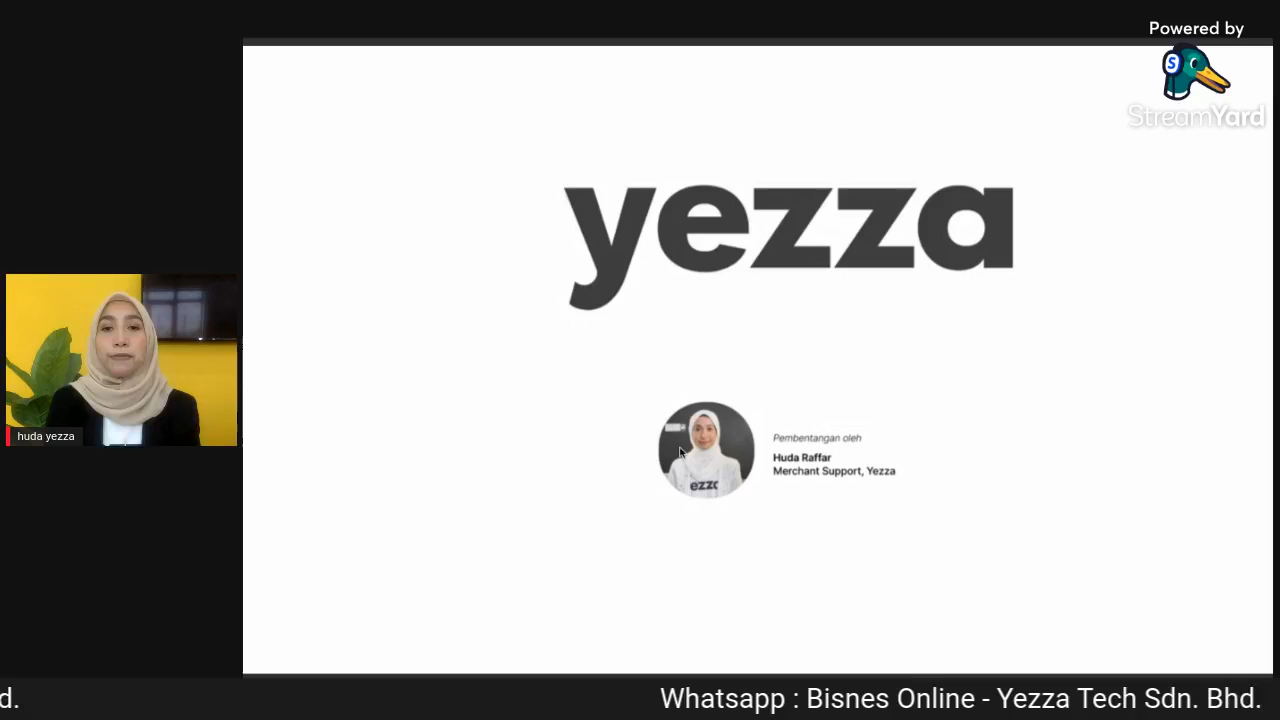 Powered by
S
StreamYard
yezza
ezza
Pembentangan oleh
Huda Raffar
Merchant Support, Yezza
huda yezza
d.
Whatsapp : Bisnes Online - Yezza Tech Sdn. Bhd.